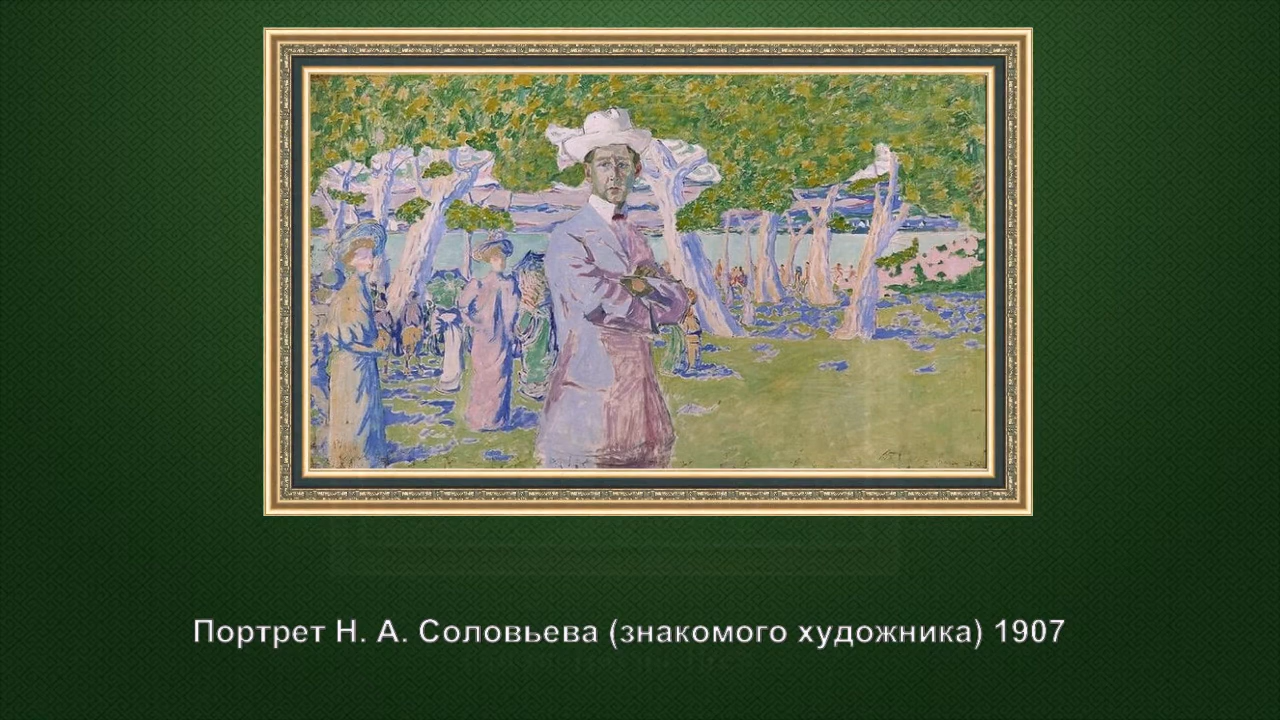 Портрет Н. А. Соловьева (знакомого художника) 1907